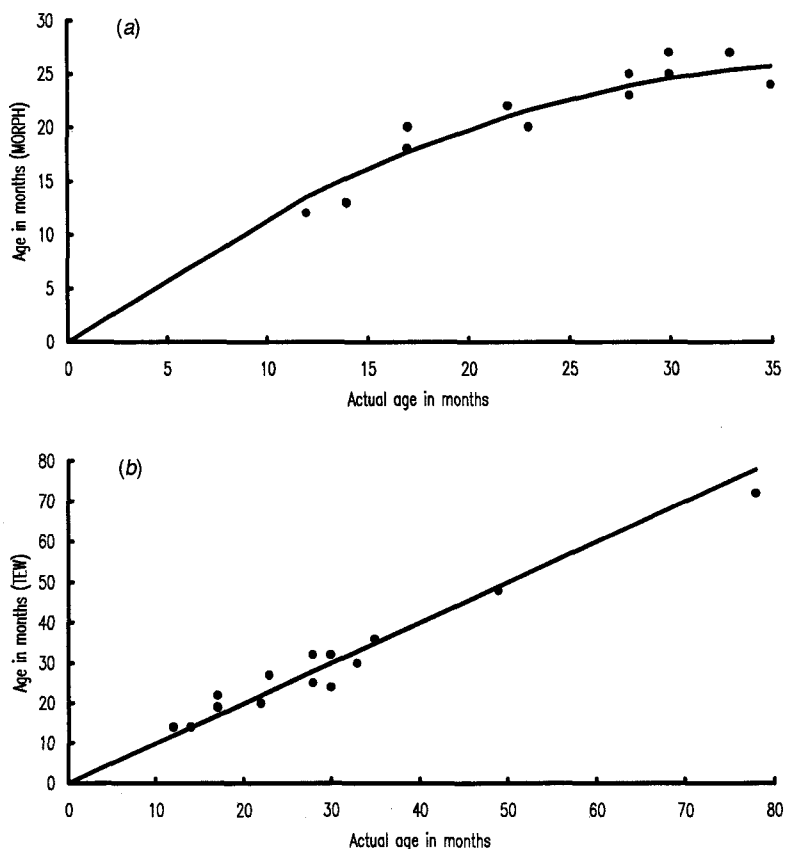 (a)
30
25
20
15
10
5
0
Age in months (MORPH)
0 5 10 15 20 25 30 35
Actual age in months
(b)
80
70
60
50
40
30
20
10
0
Age in months (TEW)
0 10 20 30 40 50 60 70 80
Actual age in months